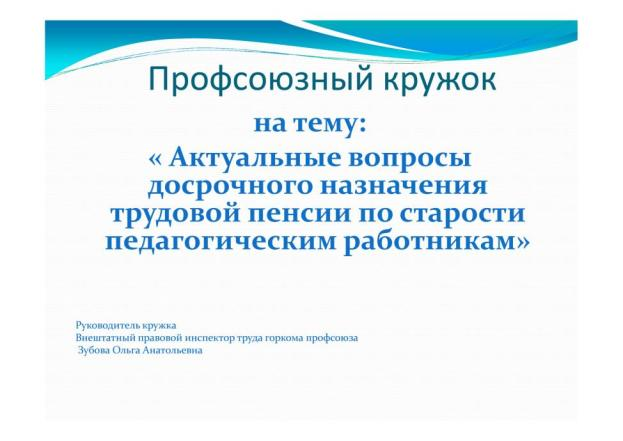 Профсоюзный кружок
на тему:
« Актуальные вопросы
досрочного назначения
трудовой пенсии по старости
педагогическим работникам»
Руководитель кружка
Внештатный правовой инспектор труда горкома профсоюза
Зубова Ольга Анатольевна